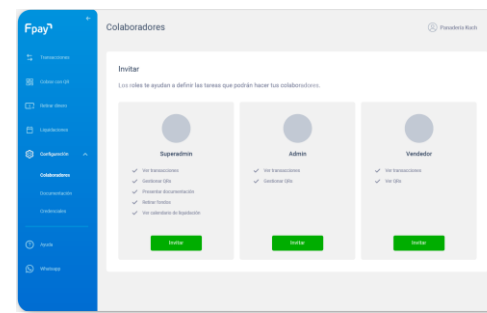 Fpay
Transacciones
Cobros con QR
Retirar dinero
Liquidaciones
Configuración
Colaboradores
Documentación
Credenciales
Ayuda
Whatsapp
Colaboradores
Panadería Ruch
Invitar
Los roles te ayudan a definir las tareas que podrán hacer tus colaboradores.
Superadmin
Ver transacciones
Gestionar QRs
Presentar documentación
Retirar fondos
Ver calendario de liquidación
Invitar
Admin
Ver transacciones
Gestionar QRs
Invitar
Vendedor
Ver transacciones
Ver QRs
Invitar